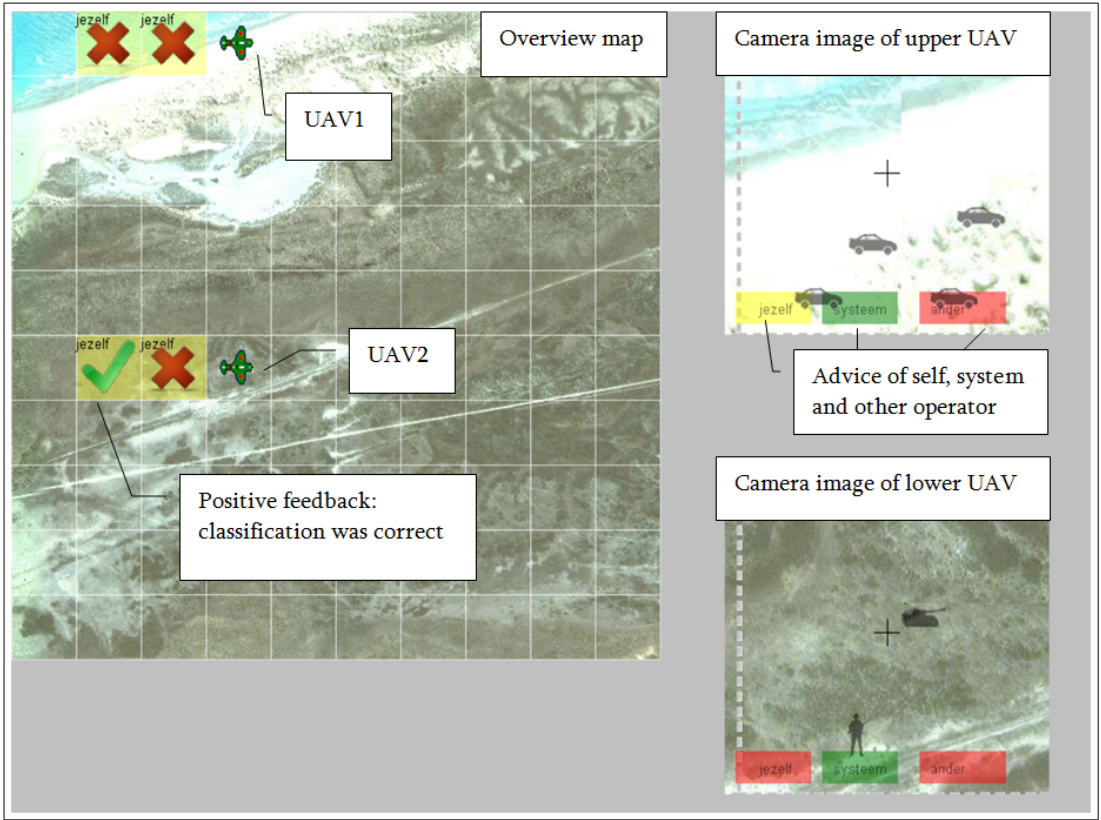 jezelf jezelf
Overview map
UAV1
jezelf jezelf
UAV2
Positive feedback:
classification was correct
Camera image of upper UAV
jezelf systeem ander
Advice of self, system
and other operator
Camera image of lower UAV
jezelf systeem ander